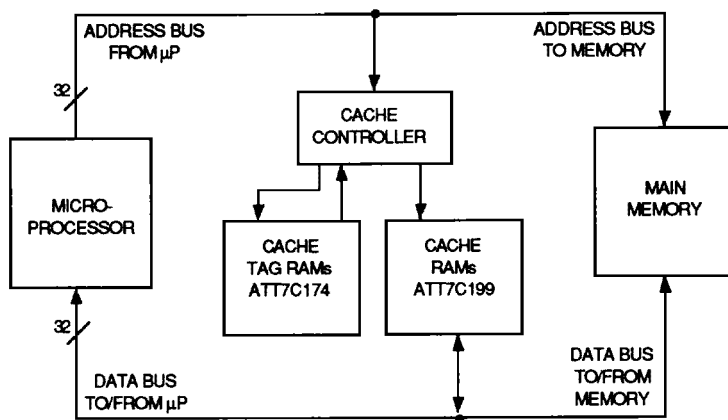 ADDRESS BUS
FROM µP
ADDRESS BUS
TO MEMORY
32
CACHE
CONTROLLER
MICRO-
PROCESSOR
MAIN
MEMORY
CACHE
TAG RAMs
ATT7C174
CACHE
RAMs
ATT7C199
32
DATA BUS
TO/FROM µP
DATA BUS
TO/FROM
MEMORY